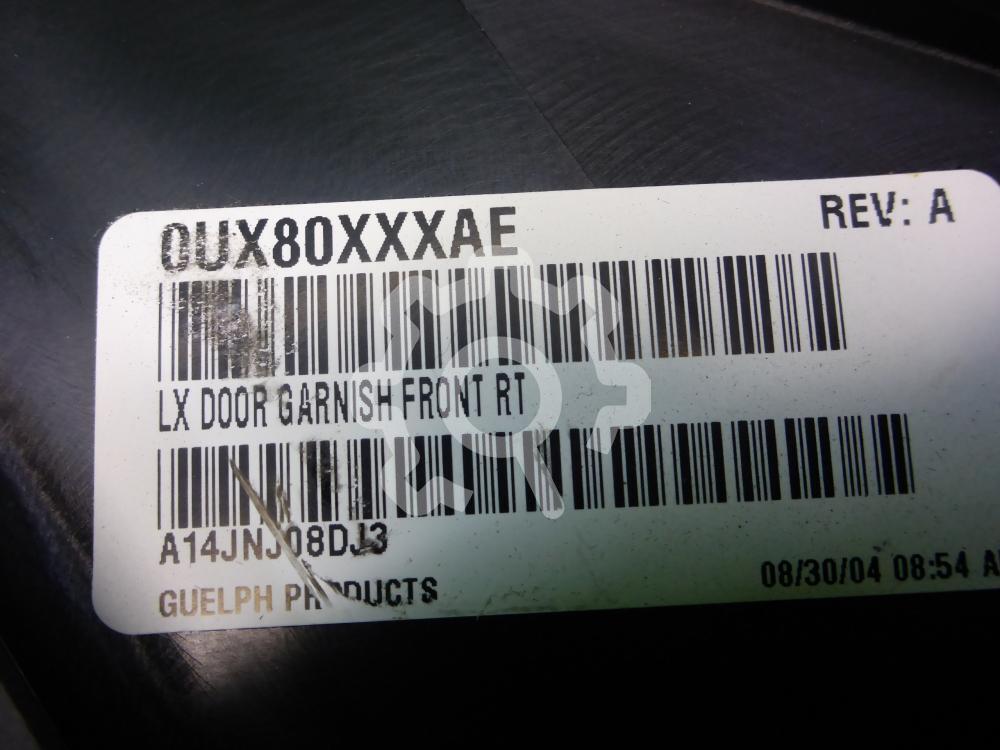 0UX80XXXAE
REV: A
LX DOOR GARNISH FRONT RT
A14JNJ08DJ3
GUELPH PRODUCTS
08/30/04 08:54 A